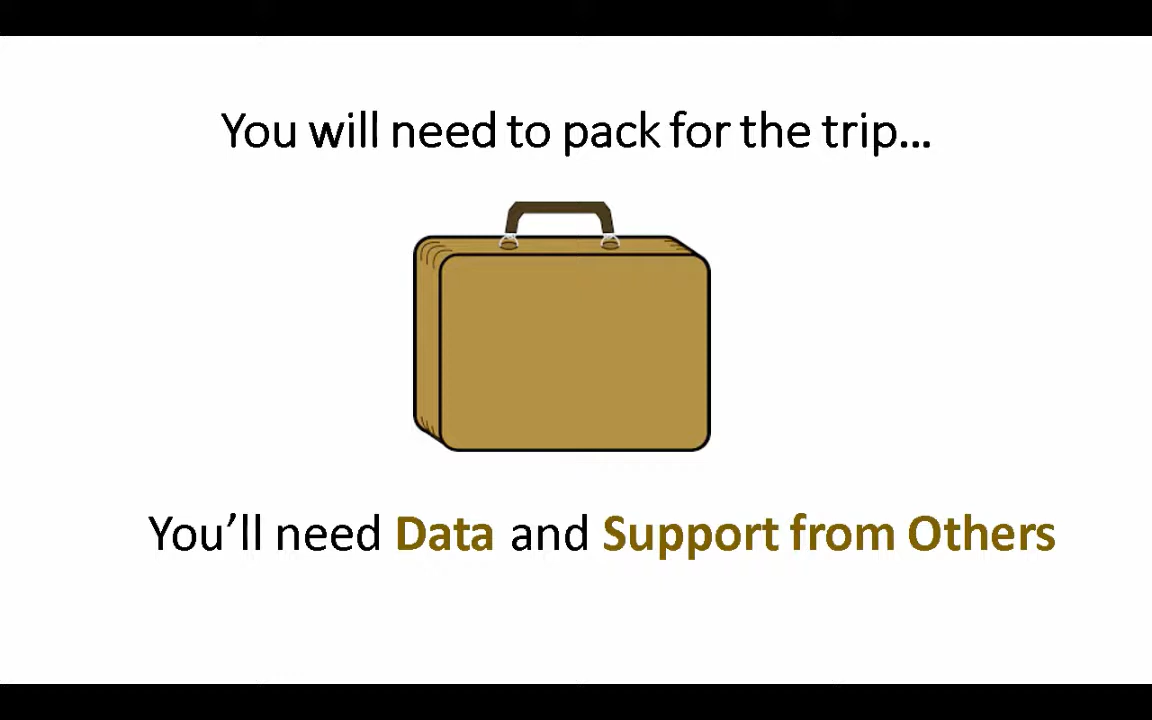 You will need to pack for the trip…
You’ll need Data and Support from Others